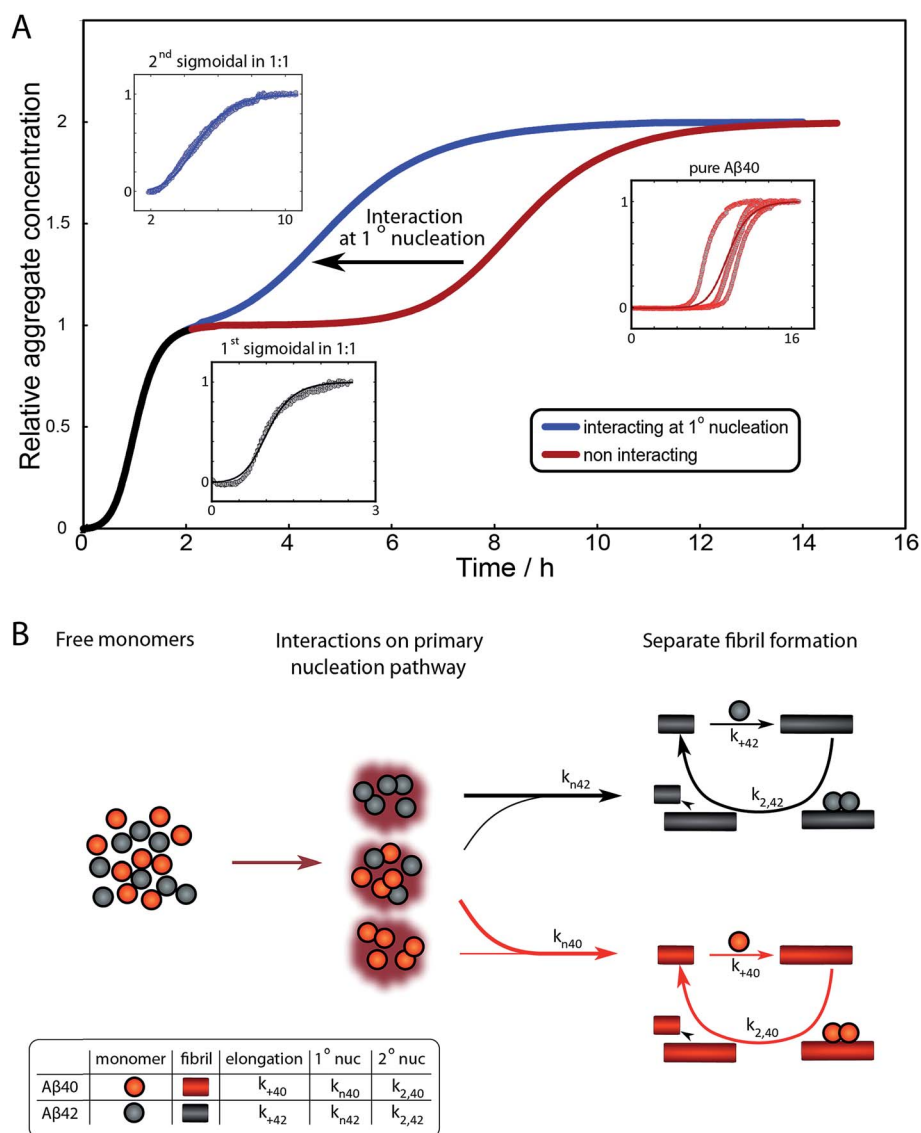 A
2nd sigmoidal in 1:1
1
0
2
10
Relative aggregate concentration
2
1.5
1
0.5
0
Interaction
at 1° nucleation
pure Aβ40
1
0
0
16
1st sigmoidal in 1:1
1
0
0
3
interacting at 1° nucleation
non interacting
0
2
4
6
8
10
12
14
16
Time / h
B
Free monomers
Interactions on primary
nucleation pathway
Separate fibril formation
kn42
k+42
k2,42
kn40
k+40
k2,40
monomer fibril elongation 1° nuc 2° nuc
Aβ40 k+40 kn40 k2,40
Aβ42 k+42 kn42 k2,42